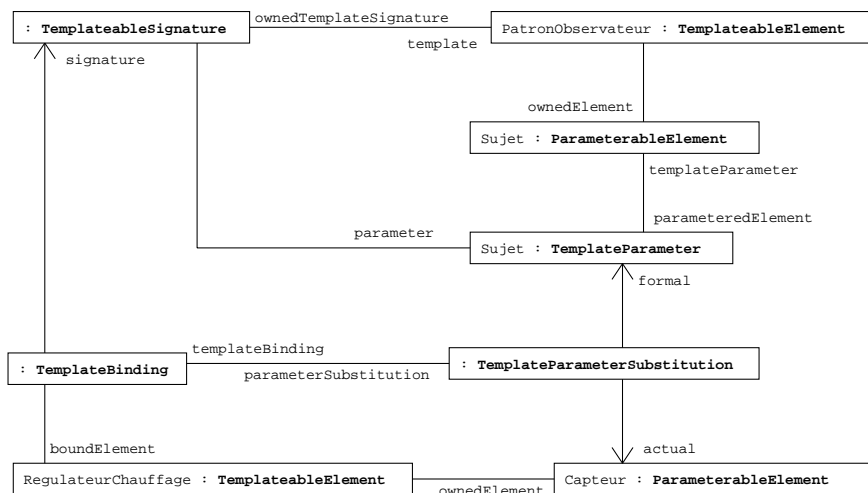 : TemplateableSignature
ownedTemplateSignature
template
PatronObservateur : TemplateableElement
signature
ownedElement
Sujet : ParameterableElement
templateParameter
parameteredElement
parameter
Sujet : TemplateParameter
formal
templateBinding
: TemplateBinding
parameterSubstitution
: TemplateParameterSubstitution
boundElement
actual
RegulateurChauffage : TemplateableElement
ownedElement
Capteur : ParameterableElement